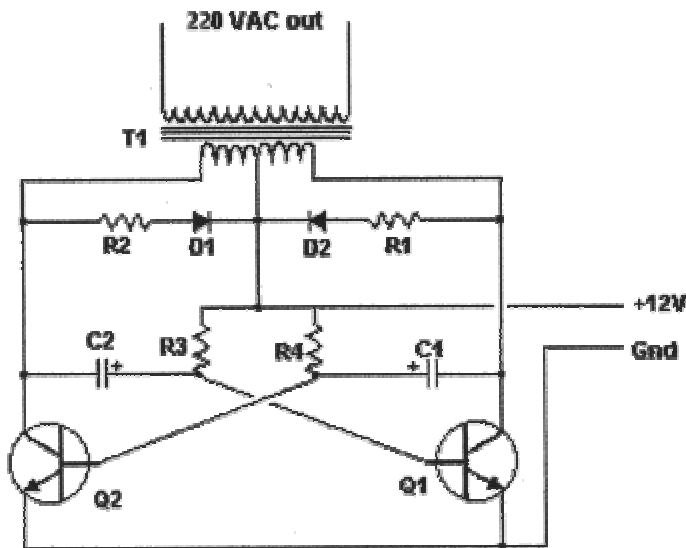 220 VAC out
T1
R2
D1
D2
R1
+12V
C2
+
R3
R4
+
C1
Gnd
Q2
Q1